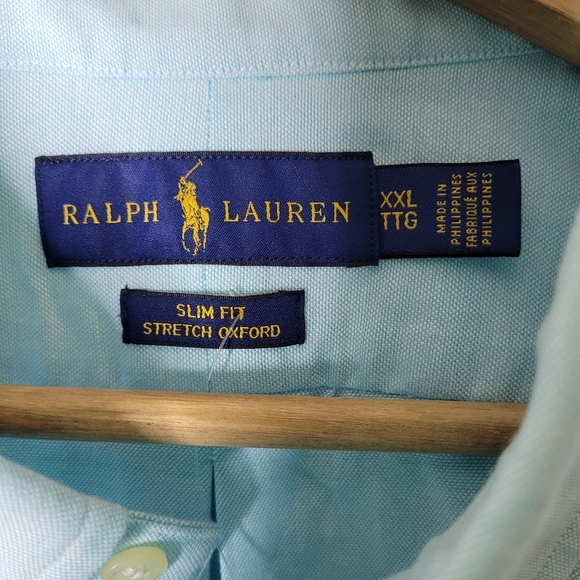 RALPH LAUREN
XXL
TTG
MADE IN
PHILIPPINES
FABRIQUÉ AUX
PHILIPPINES
SLIM FIT
STRETCH OXFORD